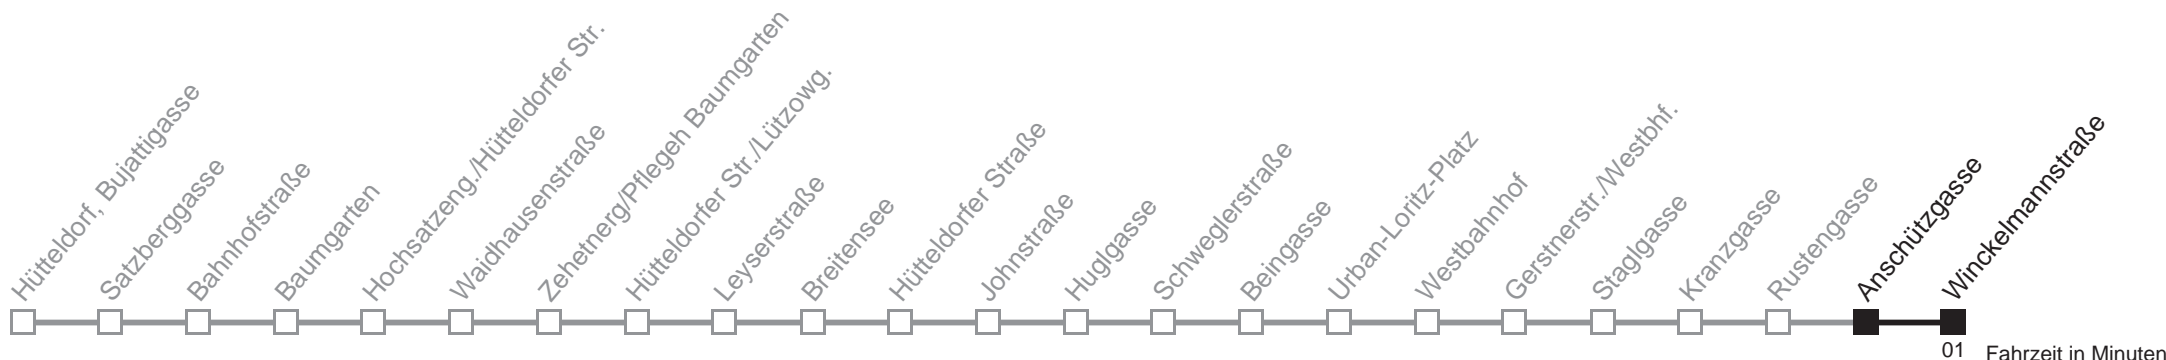 Hütteldorf, Bujattigasse
Satzberggasse
Bahnhofstraße
Baumgarten
Hochsatzeng./Hütteldorfer Str.
Waidhausenstraße
Zehetnerg/Pflegeh Baumgarten
Hütteldorfer Str./Lützowg.
Leyserstraße
Breitensee
Hütteldorfer Straße
Johnstraße
Huglgasse
Schweglerstraße
Beingasse
Urban-Loritz-Platz
Westbahnhof
Gerstnerstr./Westbhf.
Staglgasse
Kranzgasse
Rustengasse
Anschützgasse
Winckelmannstraße
01 Fahrzeit in Minuten